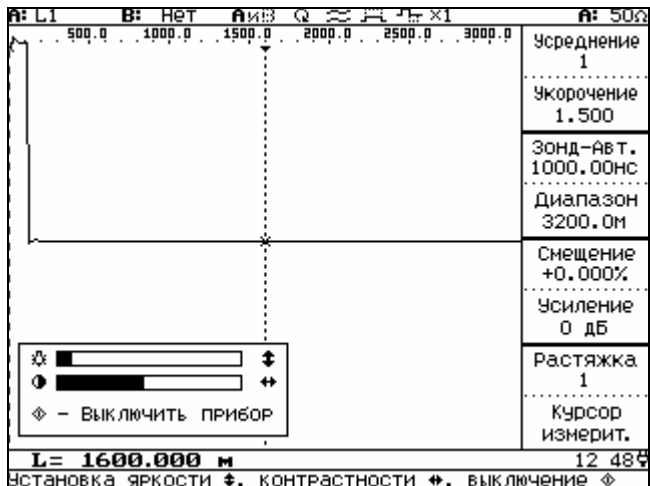 A: L1 B: Нет АиВ Q ×1 A: 50Ω
500.0 1000.0 1500.0 2000.0 2500.0 3000.0
Усреднение
1
Укорочение
1.500
Зонд-Авт.
1000.00нс
Диапазон
3200.0м
Смещение
+0.000%
Усиление
0 дБ
Растяжка
1
Курсор
измерит.
↕
↔
– Выключить прибор
L= 1600.000 м 12 48
Установка яркости ↕, контрастности ↔, выключение